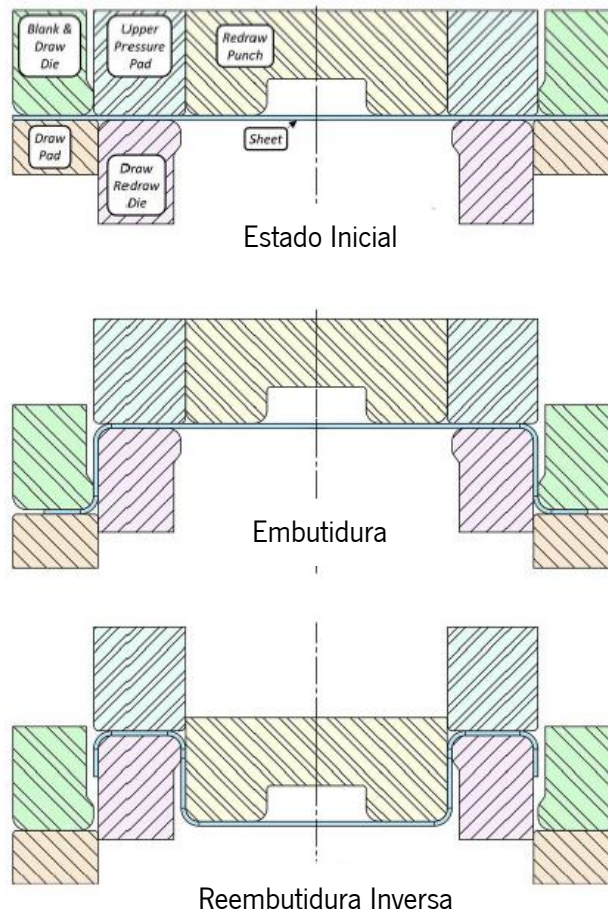 Blank &
Draw
Die
Upper
Pressure
Pad
Redraw
Punch
Draw
Pad
Draw
Redraw
Die
Sheet
Estado Inicial
Embutidura
Reembutidura Inversa